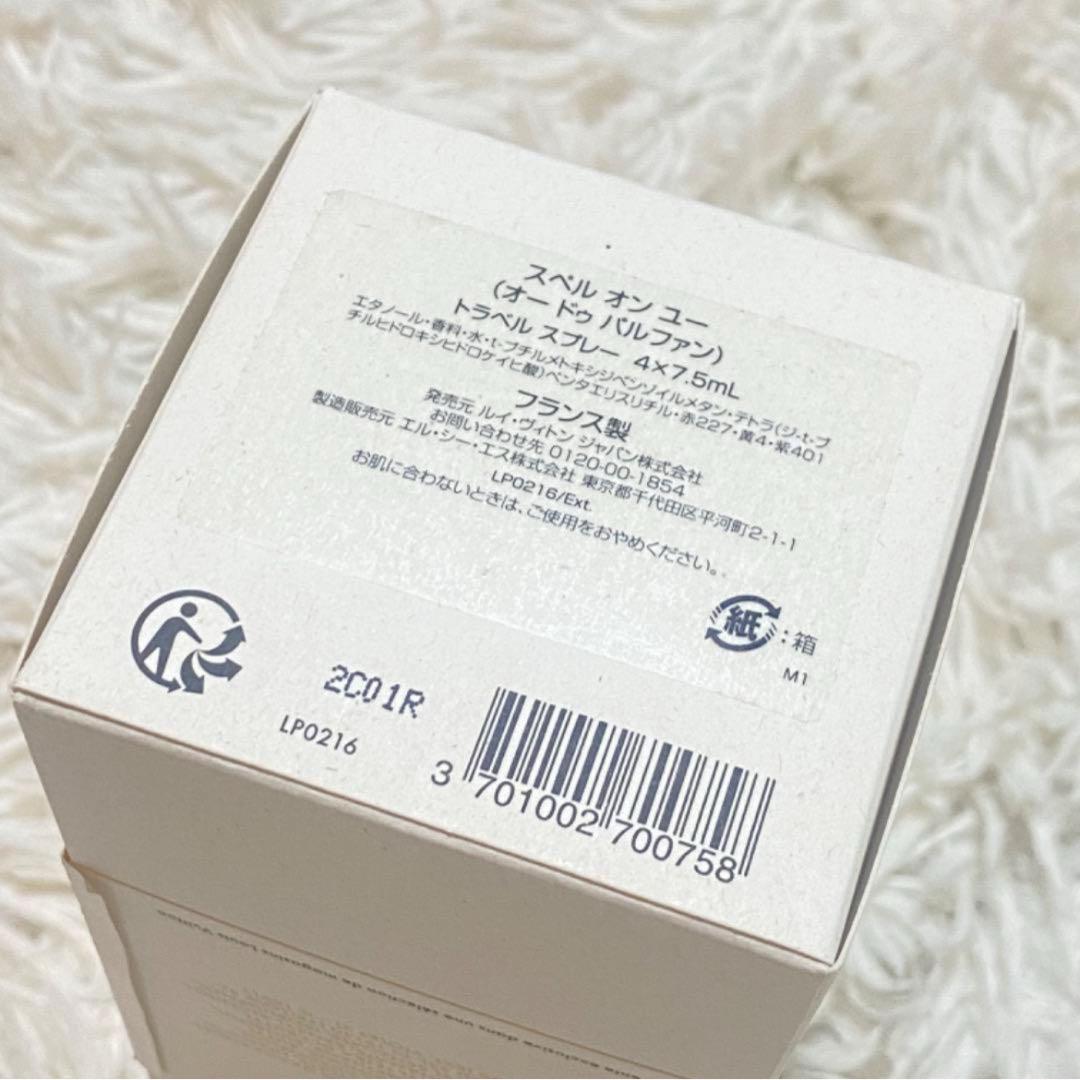 スペル オン ユー
(オー ドゥ パルファン)
トラベル スプレー 4×7.5mL
エタノール・香料・水・t-ブチルメトキシジベンゾイルメタン・テトラ(ジ-t-ブ
チルヒドロキシヒドロケイヒ酸)ペンタエリスリチル・赤227・黄4・紫401
フランス製
発売元 ルイ・ヴィトン ジャパン株式会社
お問い合わせ先 0120-00-1854
製造販売元 エル・シー・エス株式会社 東京都千代田区平河町2-1-1
LP0216/Ext.
お肌に合わないときは、ご使用をおやめください。
紙:箱
M1
2C01R
LP0216
3 701002 700758
exclusive dans une sélection de magasins Louis Vuitton